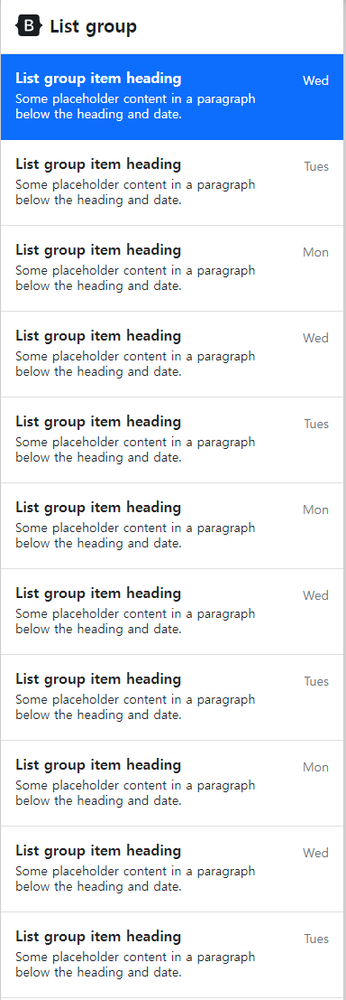 B List group
List group item heading Wed
Some placeholder content in a paragraph
below the heading and date.
List group item heading Tues
Some placeholder content in a paragraph
below the heading and date.
List group item heading Mon
Some placeholder content in a paragraph
below the heading and date.
List group item heading Wed
Some placeholder content in a paragraph
below the heading and date.
List group item heading Tues
Some placeholder content in a paragraph
below the heading and date.
List group item heading Mon
Some placeholder content in a paragraph
below the heading and date.
List group item heading Wed
Some placeholder content in a paragraph
below the heading and date.
List group item heading Tues
Some placeholder content in a paragraph
below the heading and date.
List group item heading Mon
Some placeholder content in a paragraph
below the heading and date.
List group item heading Wed
Some placeholder content in a paragraph
below the heading and date.
List group item heading Tues
Some placeholder content in a paragraph
below the heading and date.